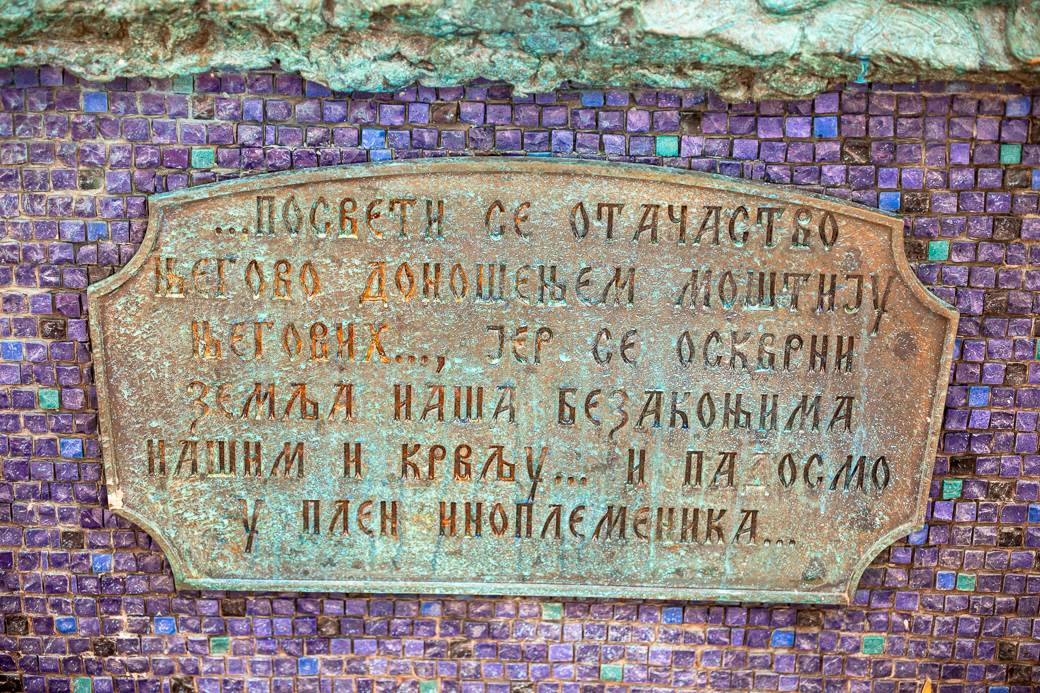 ...ПОСВЕТИ СЕ ОТАЧАСТВО
ЊЕГОВО ДОНОШЕЊЕМ МОШТИЈУ
ЊЕГОВИХ..., ЈЕР СЕ ОСКВРНИ
ЗЕМЉА НАША БЕЗАКОЊИМА
НАШИМ И КРВЉУ... И ПАДОСМО
У ПЛЕН ИНОПЛЕМЕНИКА...